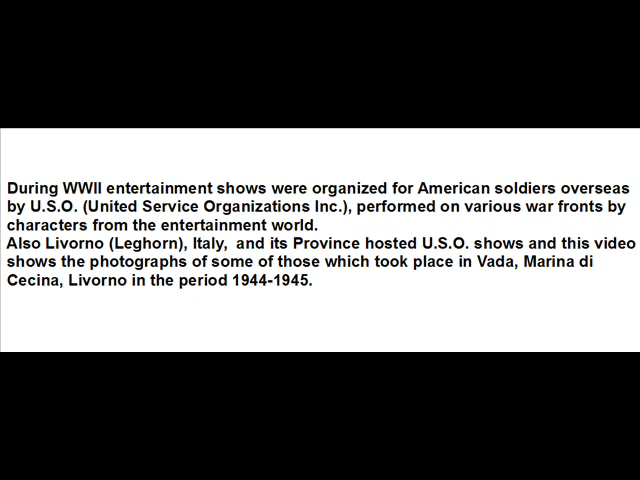 During WWII entertainment shows were organized for American soldiers overseas
by U.S.O. (United Service Organizations Inc.), performed on various war fronts by
characters from the entertainment world.
Also Livorno (Leghorn), Italy,  and its Province hosted U.S.O. shows and this video
shows the photographs of some of those which took place in Vada, Marina di
Cecina, Livorno in the period 1944-1945.